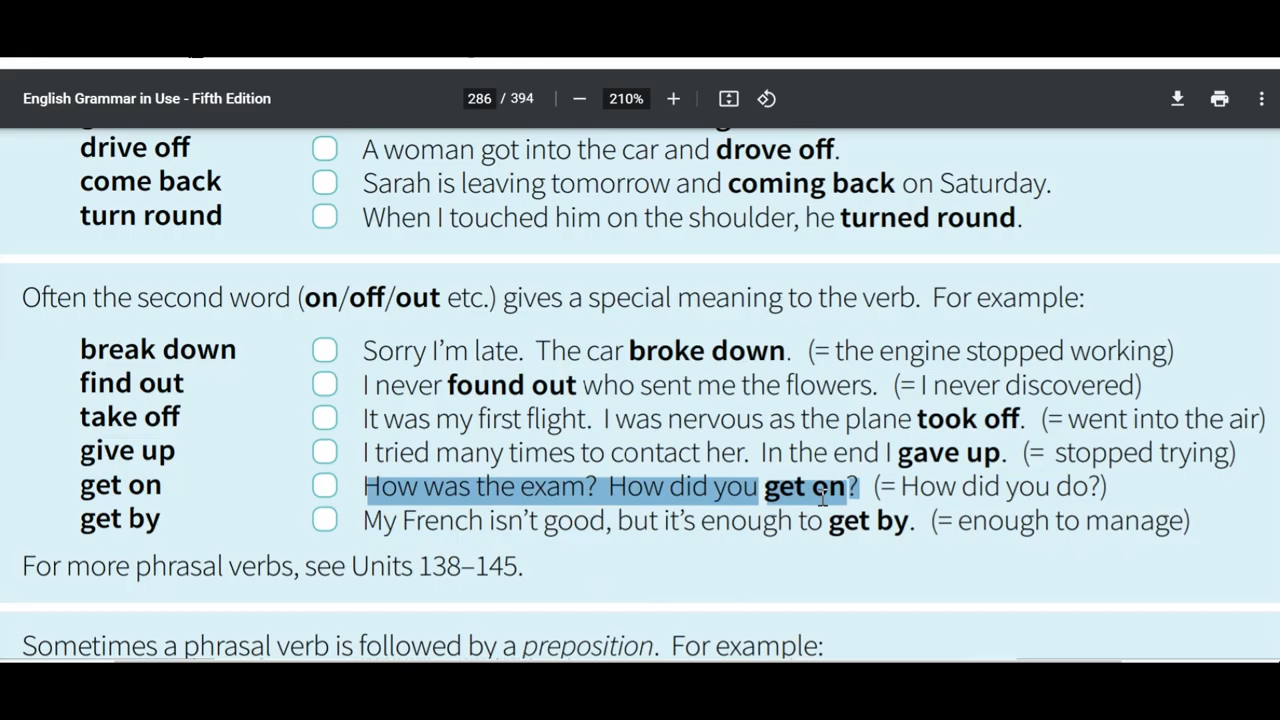 English Grammar in Use - Fifth Edition 286 / 394 210%
drive off A woman got into the car and drove off.
come back Sarah is leaving tomorrow and coming back on Saturday.
turn round When I touched him on the shoulder, he turned round.
Often the second word (on/off/out etc.) gives a special meaning to the verb. For example:
break down Sorry I’m late. The car broke down. (= the engine stopped working)
find out I never found out who sent me the flowers. (= I never discovered)
take off It was my first flight. I was nervous as the plane took off. (= went into the air)
give up I tried many times to contact her. In the end I gave up. (= stopped trying)
get on How was the exam? How did you get on? (= How did you do?)
get by My French isn’t good, but it’s enough to get by. (= enough to manage)
For more phrasal verbs, see Units 138–145.
Sometimes a phrasal verb is followed by a preposition. For example: